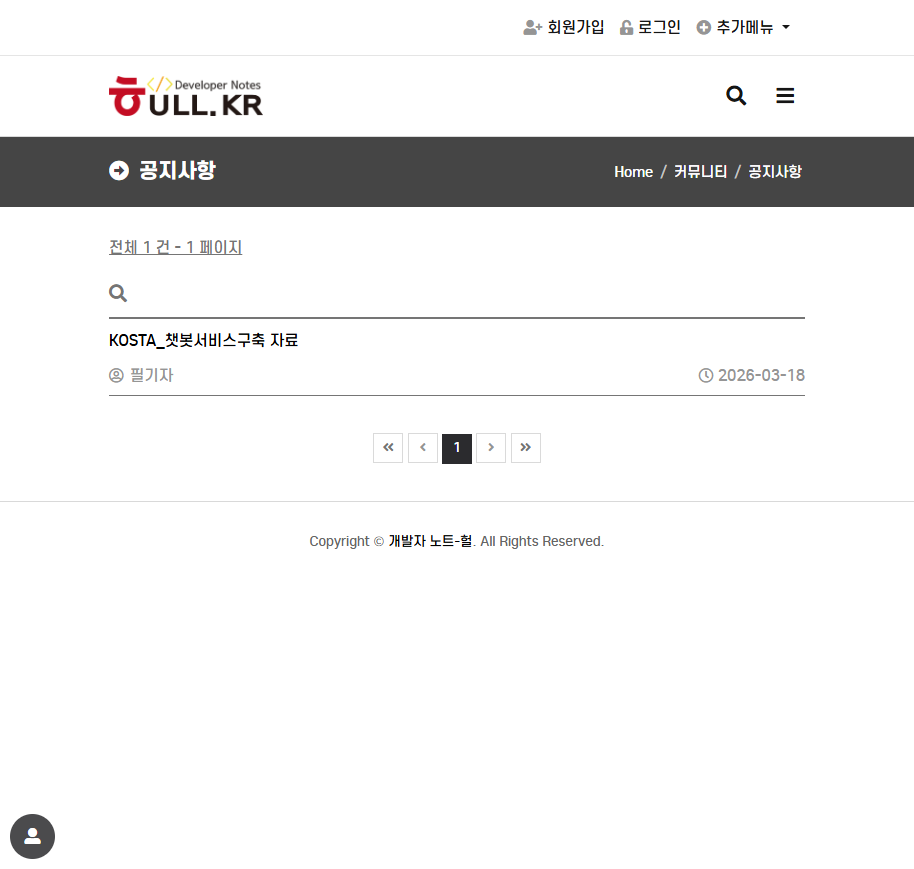 회원가입 로그인 추가메뉴
</> Developer Notes
ㅎULL.KR
공지사항
Home / 커뮤니티 / 공지사항
전체 1 건 - 1 페이지
KOSTA_챗봇서비스구축 자료
필기자 2026-03-18
« ‹ 1 › »
Copyright © 개발자 노트-헐. All Rights Reserved.